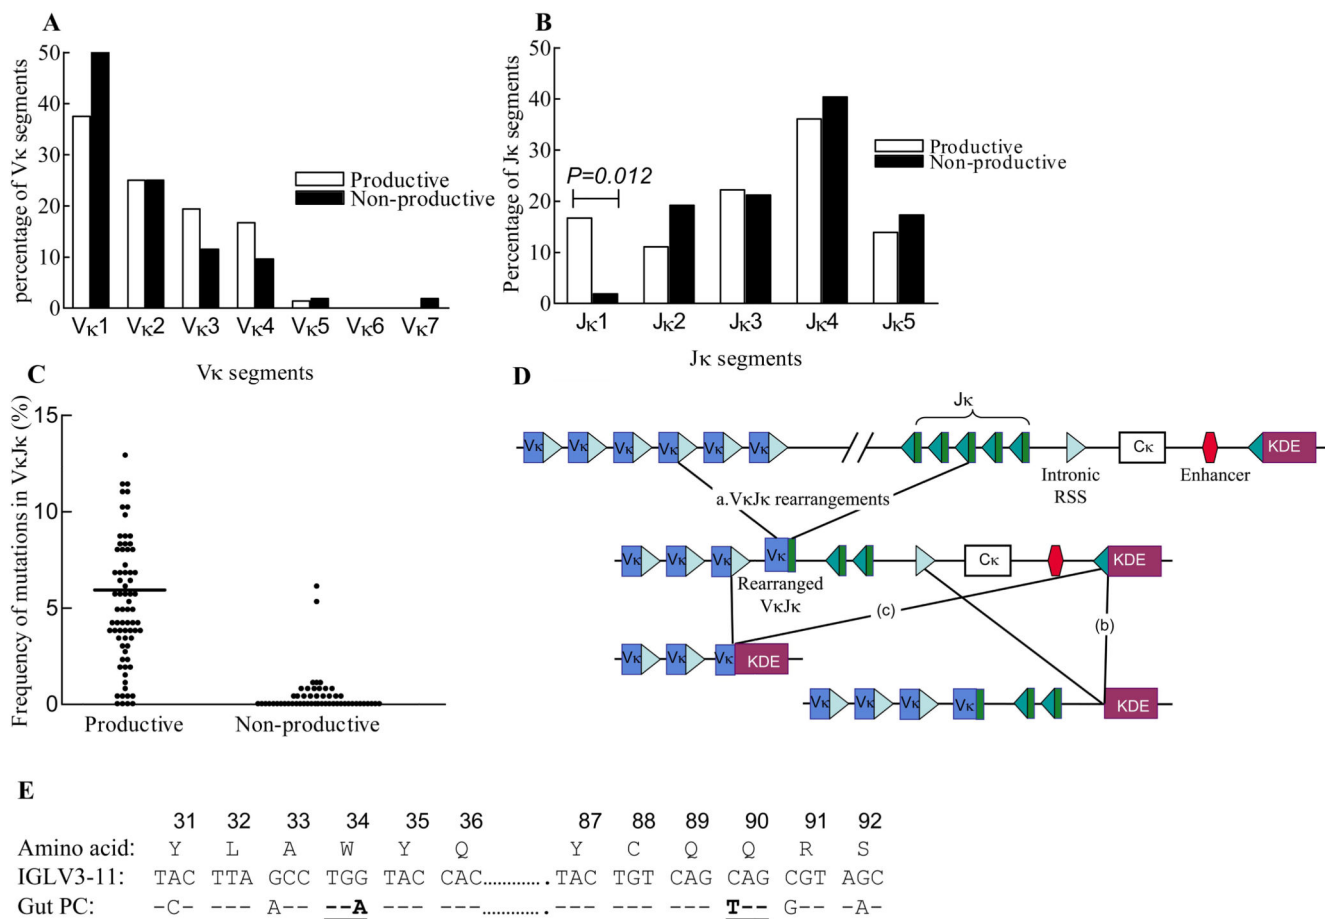 A
percentage of Vκ segments
50
40
30
20
10
0
Productive
Non-productive
Vκ1 Vκ2 Vκ3 Vκ4 Vκ5 Vκ6 Vκ7
Vκ segments
B
Percentage of Jκ segments
50
40
30
20
10
0
P=0.012
Productive
Non-productive
Jκ1 Jκ2 Jκ3 Jκ4 Jκ5
Jκ segments
C
Frequency of mutations in VκJκ (%)
15
10
5
0
Productive Non-productive
D
Jκ
Vκ Vκ Vκ Vκ Vκ Vκ Cκ KDE
Intronic
RSS
Enhancer
a.VκJκ rearrangements
Vκ Vκ Vκ Vκ Cκ KDE
Rearranged
VκJκ
(c)
(b)
Vκ Vκ Vκ KDE
Vκ Vκ Vκ Vκ KDE
E
31 32 33 34 35 36 87 88 89 90 91 92
Amino acid: Y L A W Y Q Y C Q Q R S
IGLV3-11: TAC TTA GCC TGG TAC CAC............. TAC TGT CAG CAG CGT AGC
Gut PC: -C- --- A-- --A --- ---............. --- --- --- T-- G-- -A-